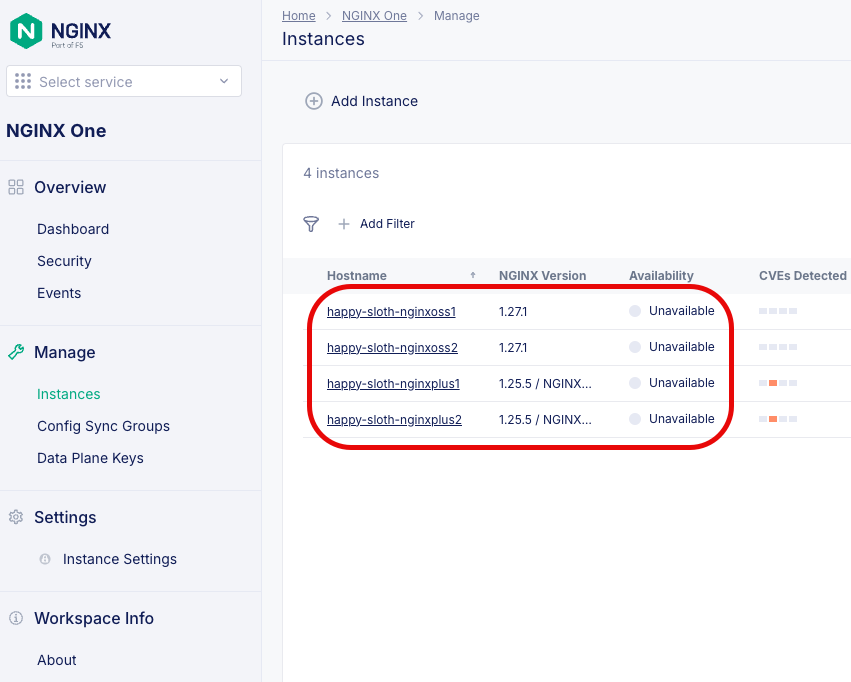 NGINX
Part of F5
Select service
NGINX One
Overview
Dashboard
Security
Events
Manage
Instances
Config Sync Groups
Data Plane Keys
Settings
Instance Settings
Workspace Info
About
Home > NGINX One > Manage
Instances
Add Instance
4 instances
Add Filter
Hostname ↑ NGINX Version Availability CVEs Detected
happy-sloth-nginxoss1 1.27.1 Unavailable
happy-sloth-nginxoss2 1.27.1 Unavailable
happy-sloth-nginxplus1 1.25.5 / NGINX... Unavailable
happy-sloth-nginxplus2 1.25.5 / NGINX... Unavailable